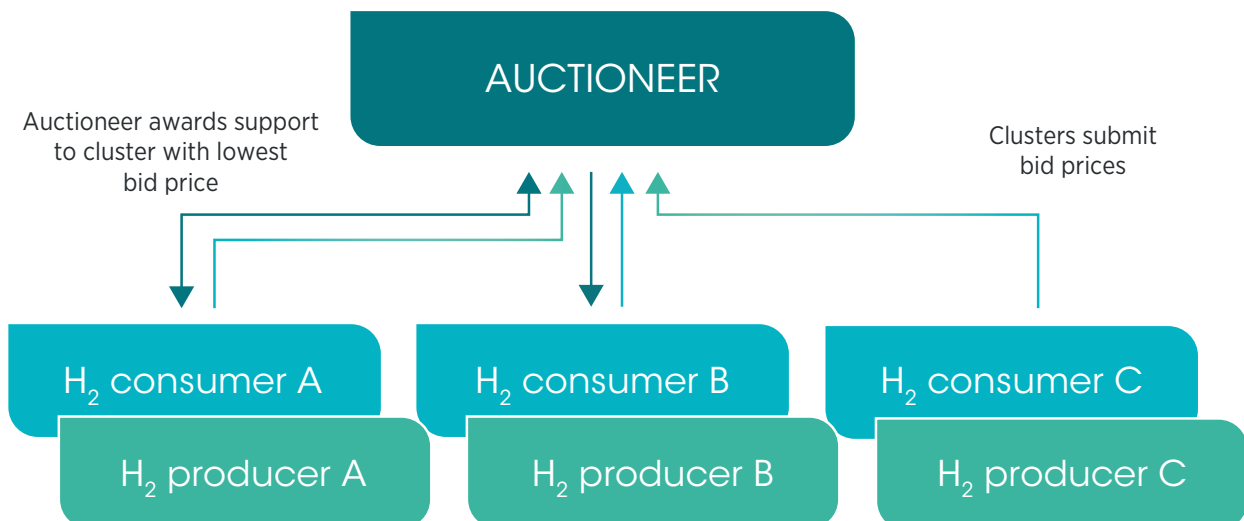 AUCTIONEER
Auctioneer awards support
to cluster with lowest
bid price
Clusters submit
bid prices
H₂ consumer A
H₂ consumer B
H₂ consumer C
H₂ producer A
H₂ producer B
H₂ producer C